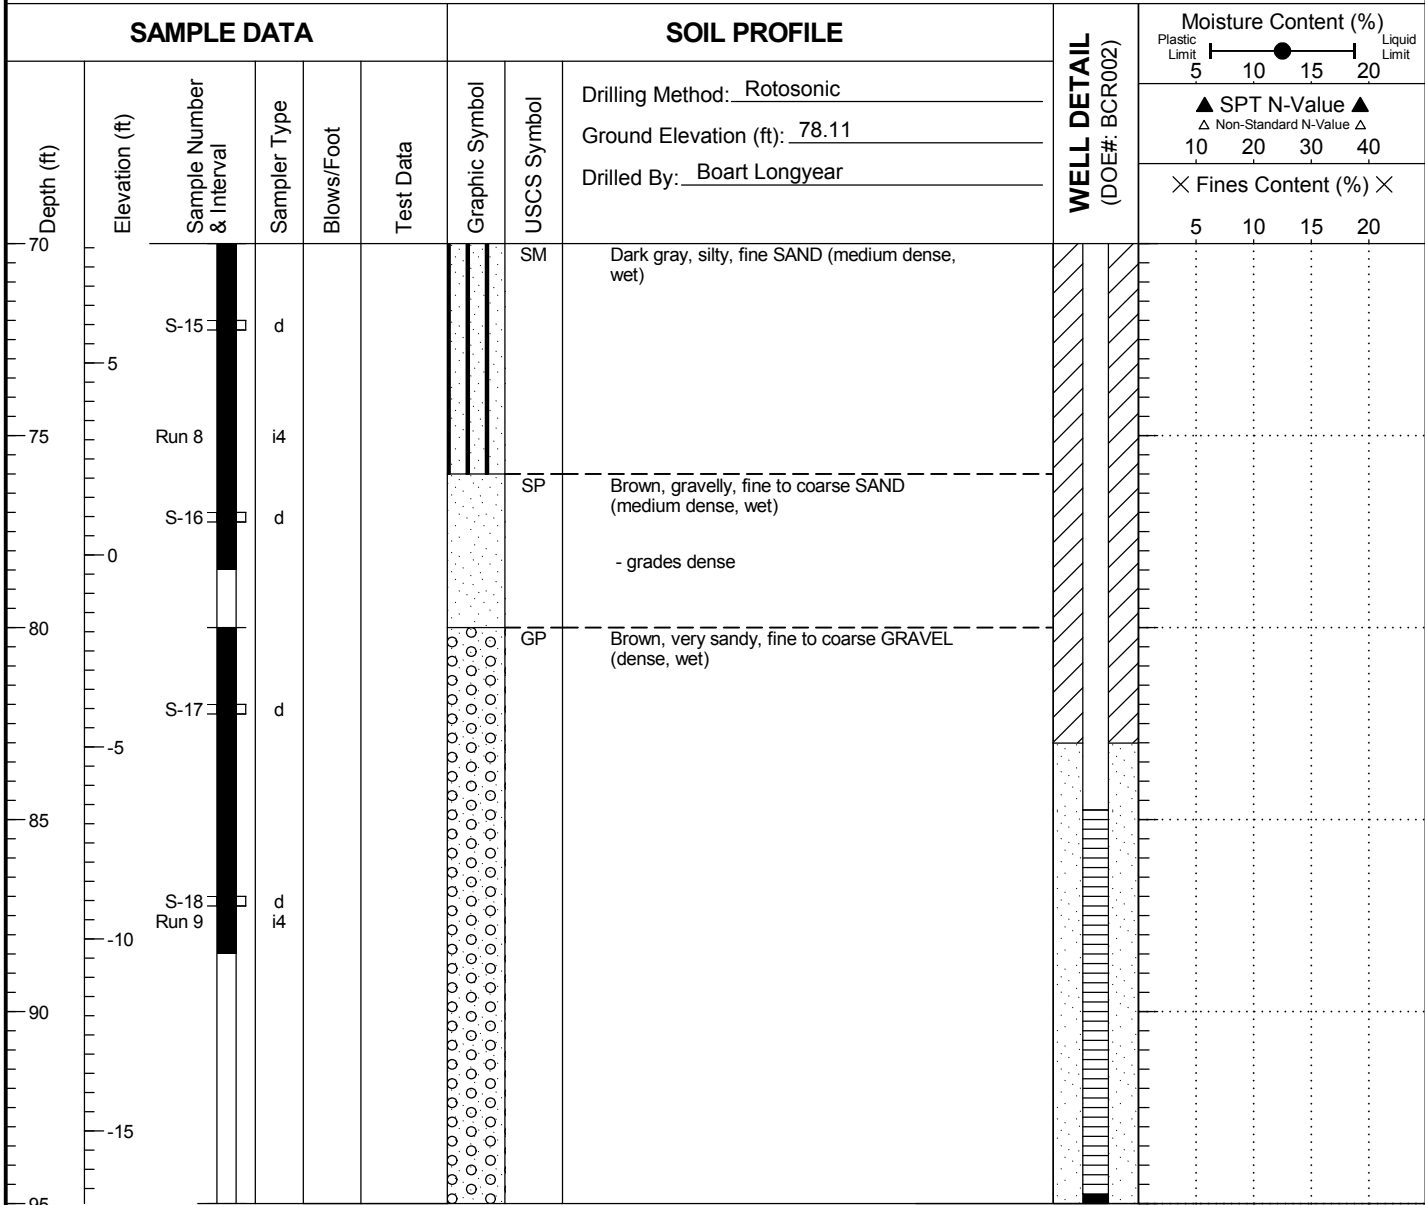 SAMPLE DATA
SOIL PROFILE
WELL DETAIL
(DOE#: BCR002)
Moisture Content (%)
Plastic
Limit
Liquid
Limit
5 10 15 20
▲ SPT N-Value ▲
△ Non-Standard N-Value △
10 20 30 40
× Fines Content (%) ×
5 10 15 20
Depth (ft)
Elevation (ft)
Sample Number
& Interval
Sampler Type
Blows/Foot
Test Data
Graphic Symbol
USCS Symbol
Drilling Method: Rotosonic
Ground Elevation (ft): 78.11
Drilled By: Boart Longyear
70
SM Dark gray, silty, fine SAND (medium dense,
wet)
S-15 d
5
75 Run 8 i4
SP Brown, gravelly, fine to coarse SAND
(medium dense, wet)
S-16 d
0
- grades dense
80
GP Brown, very sandy, fine to coarse GRAVEL
(dense, wet)
S-17 d
-5
85
S-18 d
Run 9 i4
-10
90
-15
95